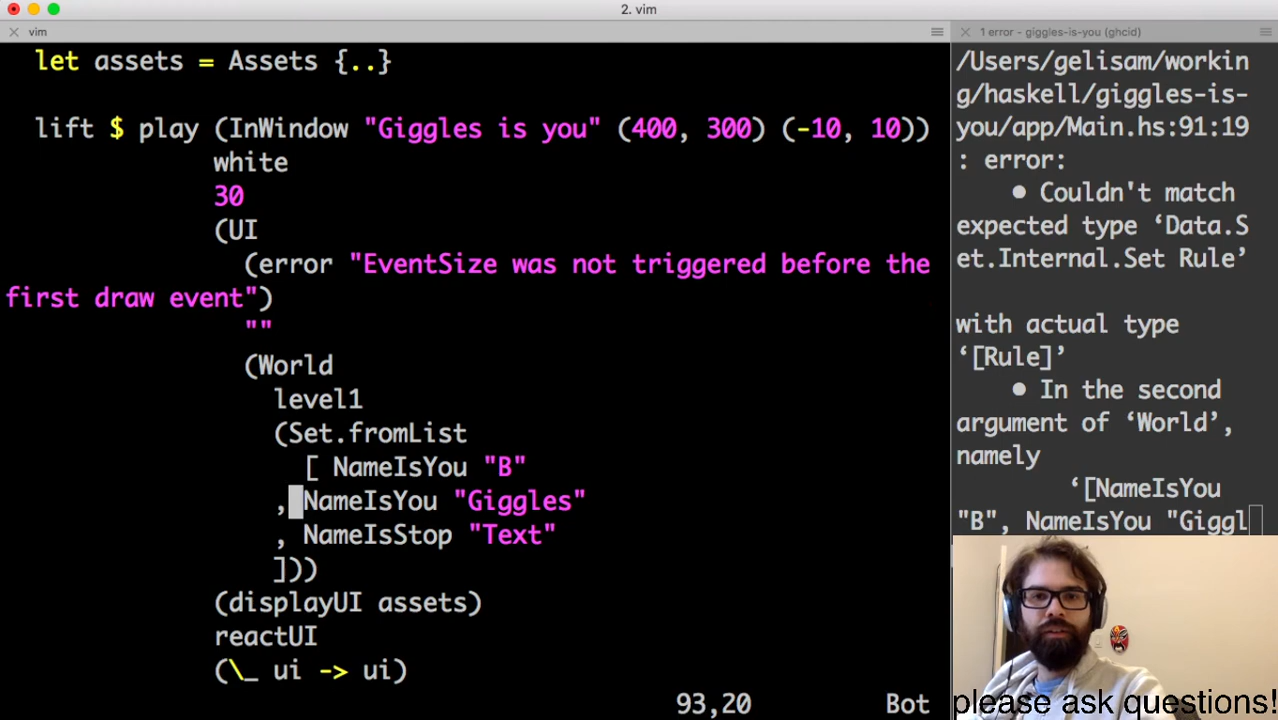 2. vim
vim
1 error - giggles-is-you (ghcid)
let assets = Assets {..}
lift $ play (InWindow "Giggles is you" (400, 300) (-10, 10))
white
30
(UI
(error "EventSize was not triggered before the
first draw event")
""
(World
level1
(Set.fromList
[ NameIsYou "B"
, NameIsYou "Giggles"
, NameIsStop "Text"
]))
(displayUI assets)
reactUI
(\_ ui -> ui)
93,20 Bot
/Users/gelisam/workin
g/haskell/giggles-is-
you/app/Main.hs:91:19
: error:
• Couldn't match
expected type ‘Data.S
et.Internal.Set Rule’
with actual type
‘[Rule]’
• In the second
argument of ‘World’,
namely
‘[NameIsYou
"B", NameIsYou "Giggl
please ask questions!